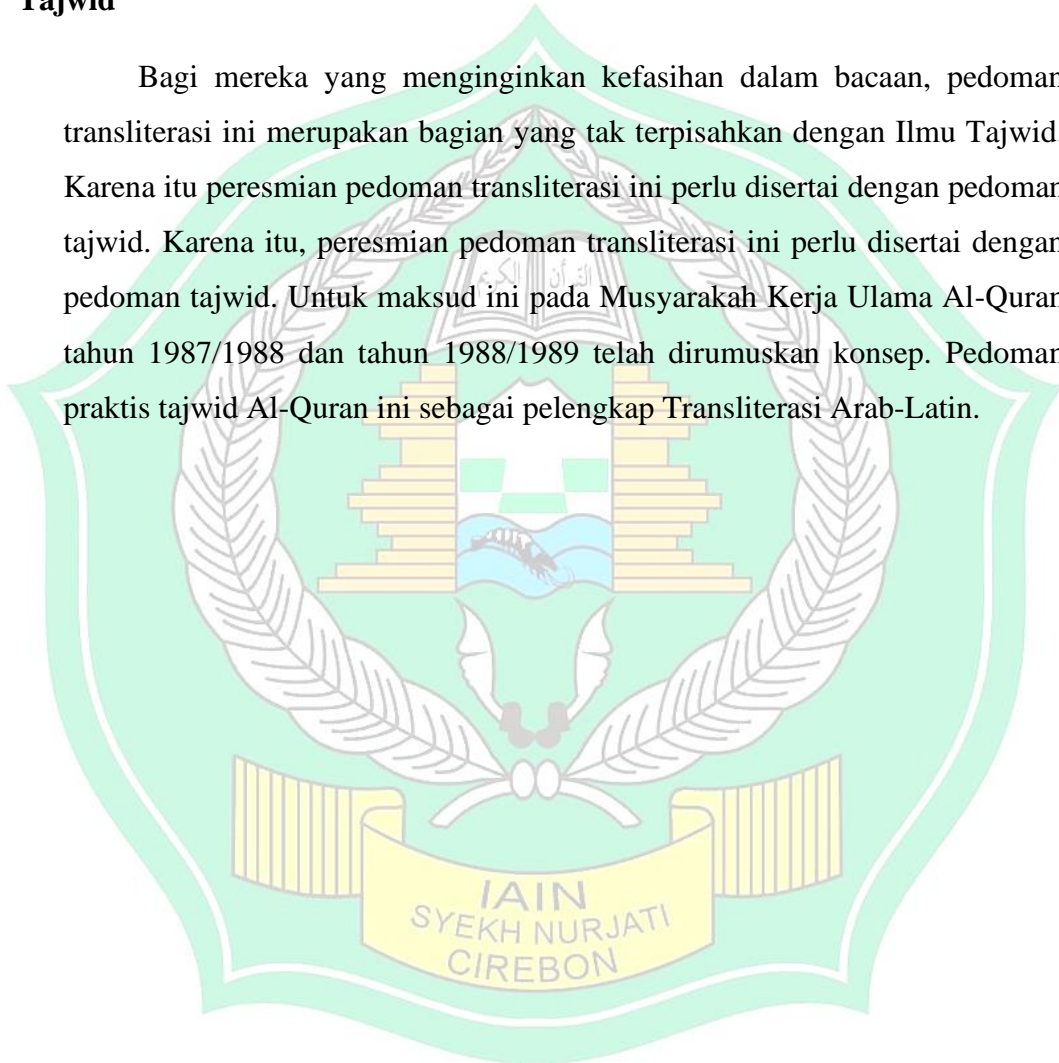 Tajwid
Bagi mereka yang menginginkan kefasihan dalam bacaan, pedoman
transliterasi ini merupakan bagian yang tak terpisahkan dengan Ilmu Tajwid.
Karena itu peresmian pedoman transliterasi ini perlu disertai dengan pedoman
tajwid. Karena itu, peresmian pedoman transliterasi ini perlu disertai dengan
pedoman tajwid. Untuk maksud ini pada Musyarakah Kerja Ulama Al-Quran
tahun 1987/1988 dan tahun 1988/1989 telah dirumuskan konsep. Pedoman
praktis tajwid Al-Quran ini sebagai pelengkap Transliterasi Arab-Latin.
القرأن الكريم
IAIN
SYEKH NURJATI
CIREBON